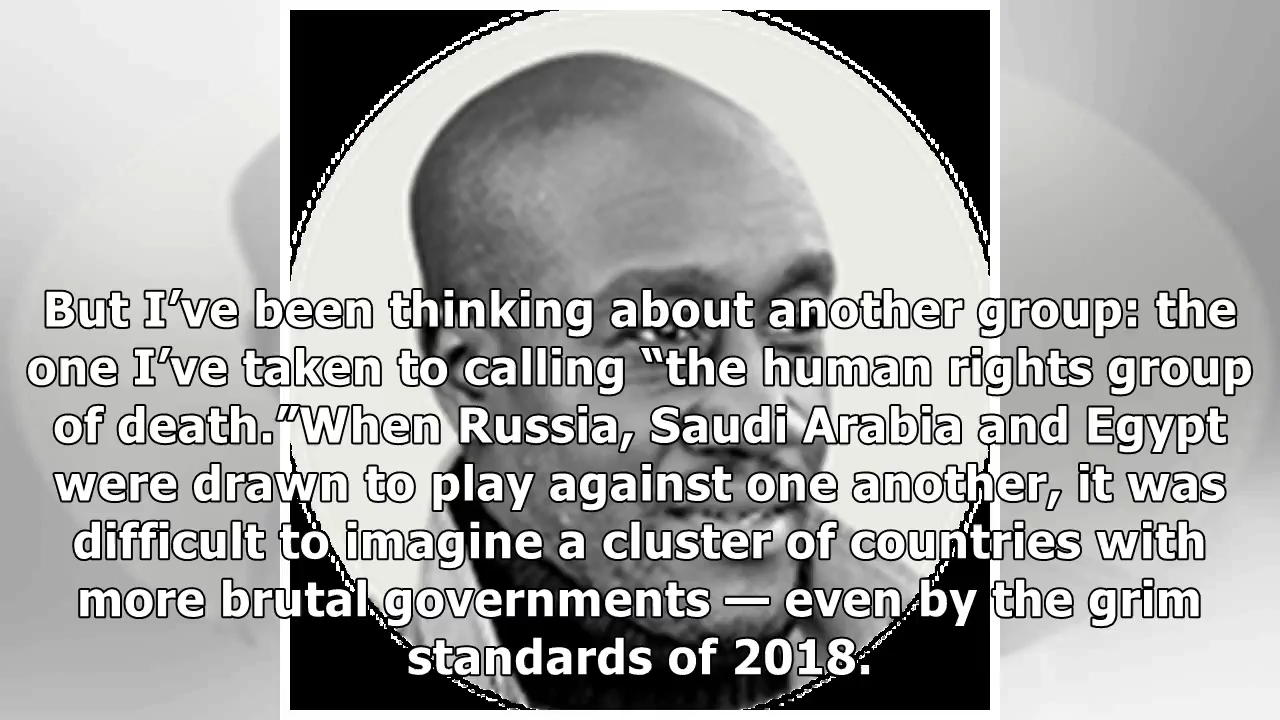 But I’ve been thinking about another group: the
one I’ve taken to calling “the human rights group
of death.”When Russia, Saudi Arabia and Egypt
were drawn to play against one another, it was
difficult to imagine a cluster of countries with
more brutal governments — even by the grim
standards of 2018.